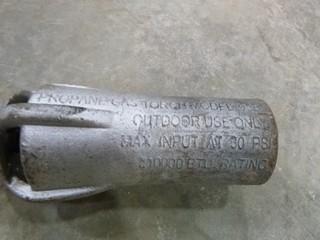 PROPANE GAS TORCH MODEL
OUTDOOR USE ONLY
MAX INPUT AT 30 PSI
BTU RATING